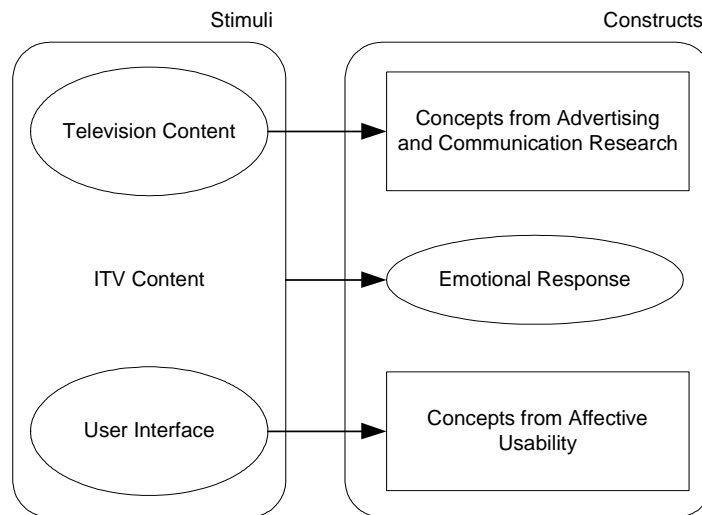 Stimuli
Constructs
Television Content
Concepts from Advertising
and Communication Research
ITV Content
Emotional Response
User Interface
Concepts from Affective
Usability